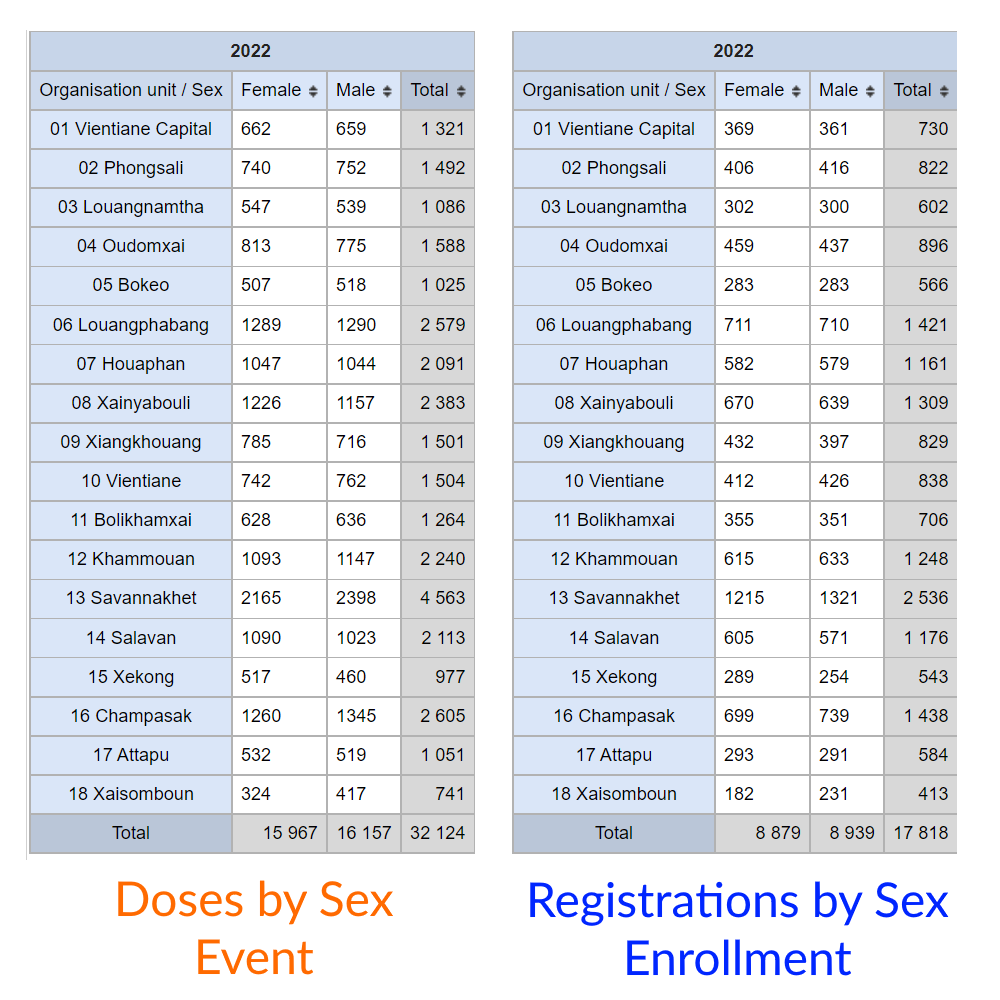 2022
Organisation unit / Sex Female Male Total
01 Vientiane Capital 662 659 1 321
02 Phongsali 740 752 1 492
03 Louangnamtha 547 539 1 086
04 Oudomxai 813 775 1 588
05 Bokeo 507 518 1 025
06 Louangphabang 1289 1290 2 579
07 Houaphan 1047 1044 2 091
08 Xainyabouli 1226 1157 2 383
09 Xiangkhouang 785 716 1 501
10 Vientiane 742 762 1 504
11 Bolikhamxai 628 636 1 264
12 Khammouan 1093 1147 2 240
13 Savannakhet 2165 2398 4 563
14 Salavan 1090 1023 2 113
15 Xekong 517 460 977
16 Champasak 1260 1345 2 605
17 Attapu 532 519 1 051
18 Xaisomboun 324 417 741
Total 15 967 16 157 32 124
Doses by Sex
Event
2022
Organisation unit / Sex Female Male Total
01 Vientiane Capital 369 361 730
02 Phongsali 406 416 822
03 Louangnamtha 302 300 602
04 Oudomxai 459 437 896
05 Bokeo 283 283 566
06 Louangphabang 711 710 1 421
07 Houaphan 582 579 1 161
08 Xainyabouli 670 639 1 309
09 Xiangkhouang 432 397 829
10 Vientiane 412 426 838
11 Bolikhamxai 355 351 706
12 Khammouan 615 633 1 248
13 Savannakhet 1215 1321 2 536
14 Salavan 605 571 1 176
15 Xekong 289 254 543
16 Champasak 699 739 1 438
17 Attapu 293 291 584
18 Xaisomboun 182 231 413
Total 8 879 8 939 17 818
Registrations by Sex
Enrollment